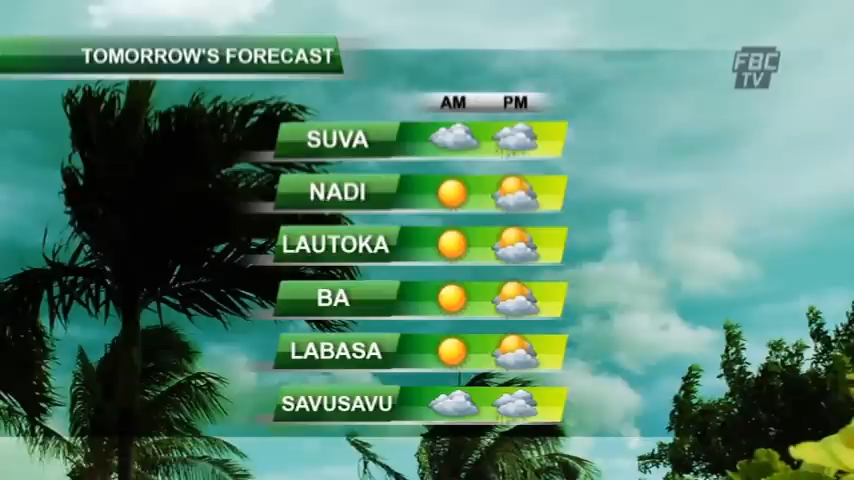 TOMORROW'S FORECAST
FBC
TV
AM PM
SUVA
NADI
LAUTOKA
BA
LABASA
SAVUSAVU